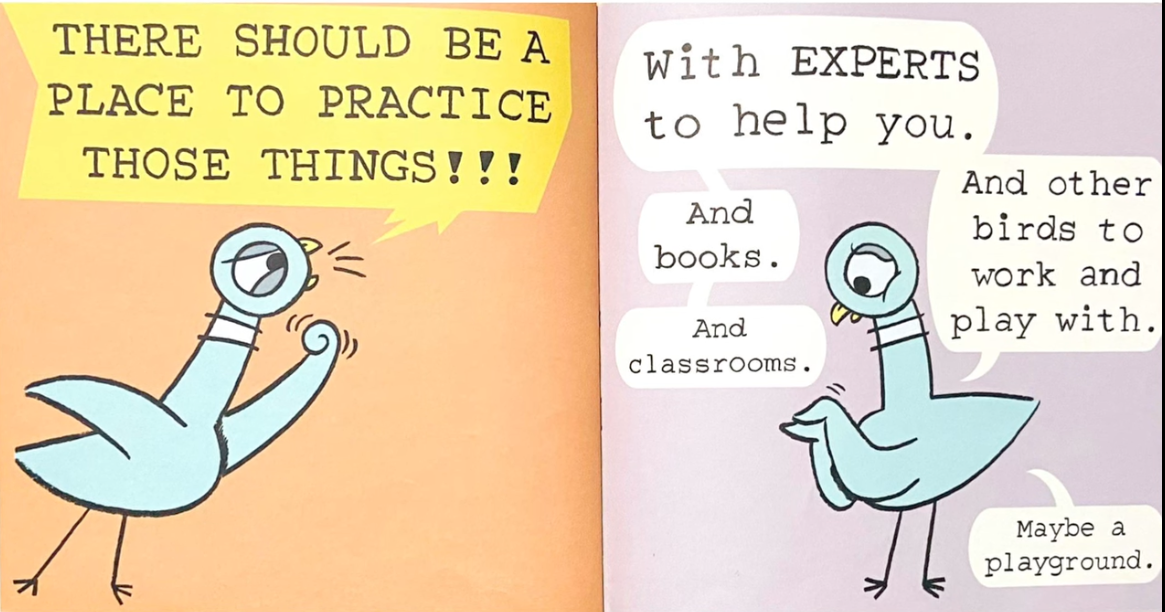 THERE SHOULD BE A
PLACE TO PRACTICE
THOSE THINGS!!!
With EXPERTS
to help you.
And
books.
And
classrooms.
And other
birds to
work and
play with.
Maybe a
playground.